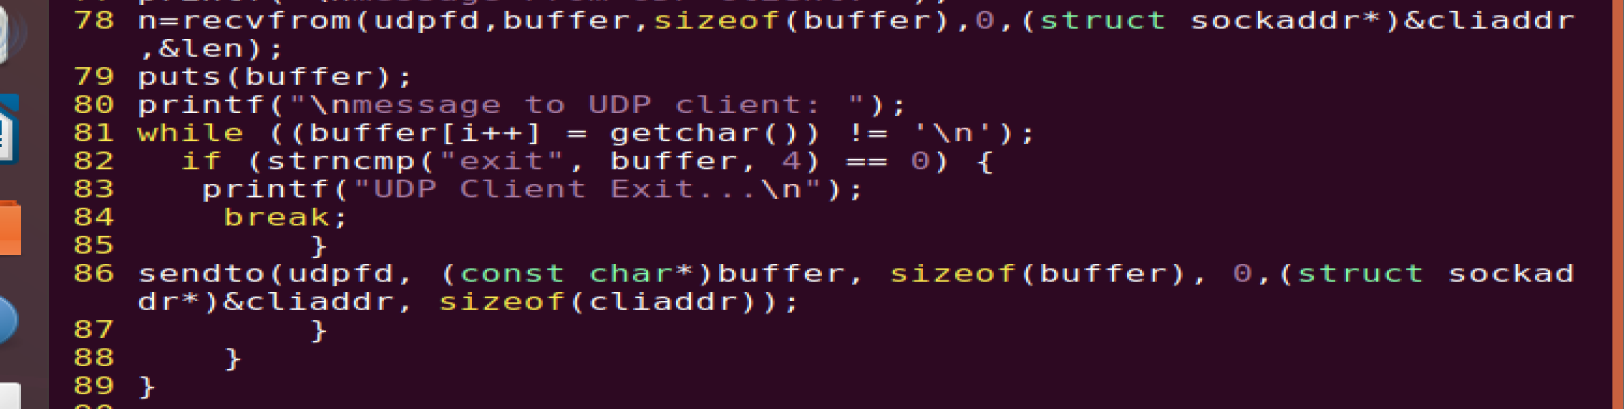 78 n=recvfrom(udpfd,buffer,sizeof(buffer),0,(struct sockaddr*)&cliaddr
,&len);
79 puts(buffer);
80 printf("\nmessage to UDP client: ");
81 while ((buffer[i++] = getchar()) != '\n');
82   if (strncmp("exit", buffer, 4) == 0) {
83    printf("UDP Client Exit...\n");
84     break;
85         }
86 sendto(udpfd, (const char*)buffer, sizeof(buffer), 0,(struct sockad
dr*)&cliaddr, sizeof(cliaddr));
87         }
88     }
89 }